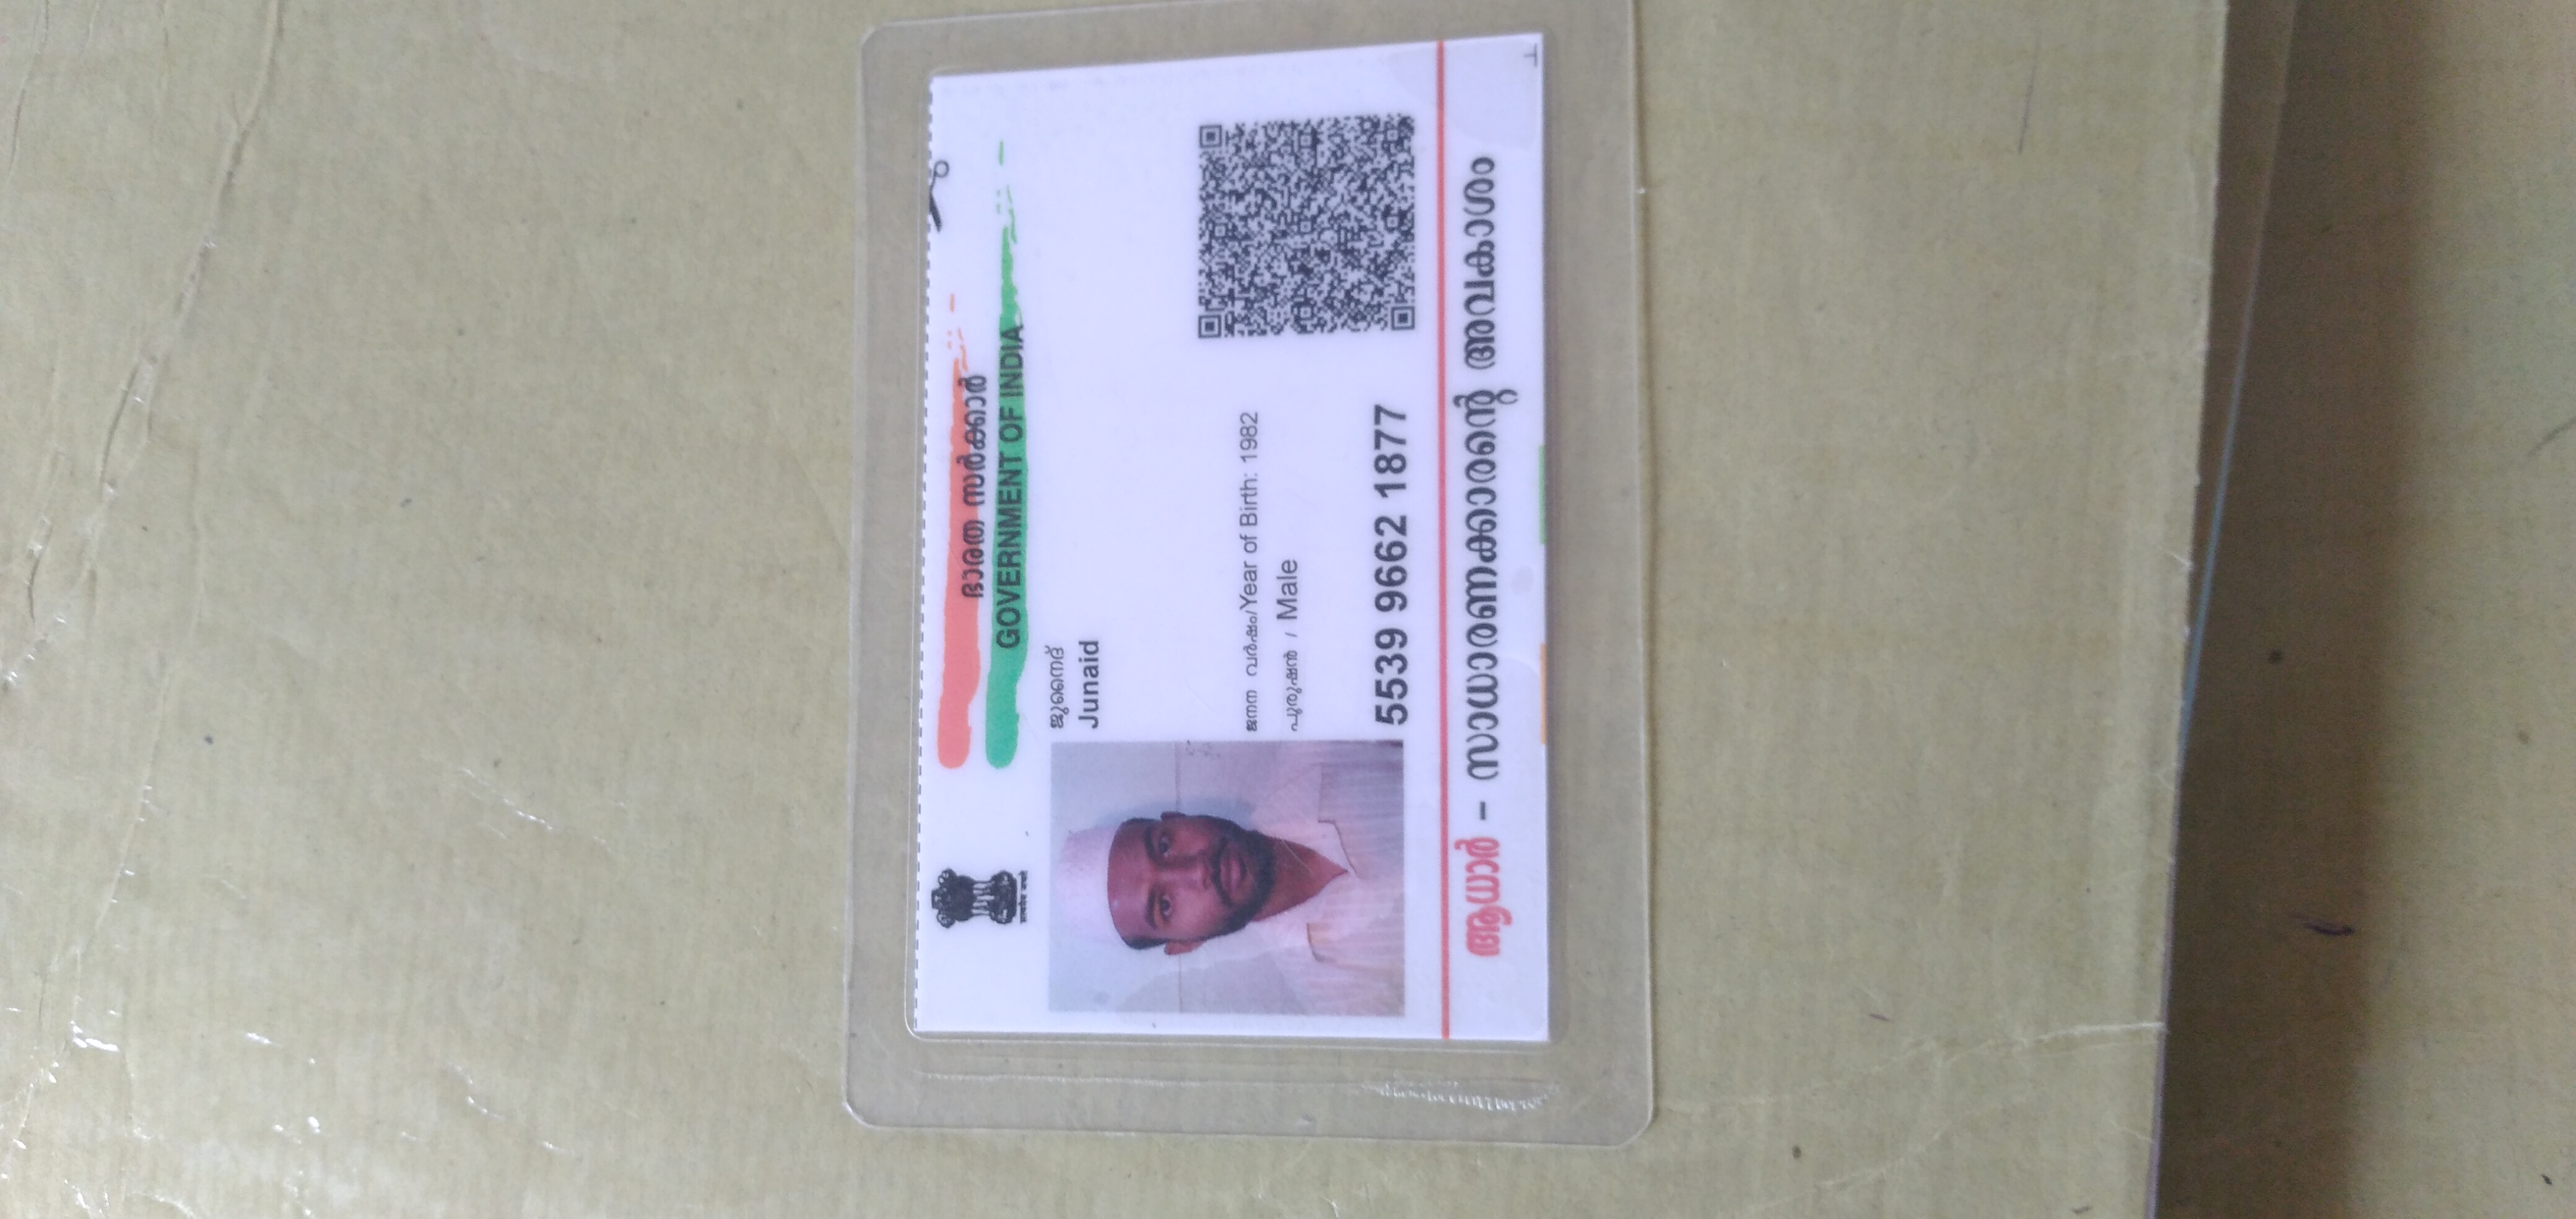 सत्यमेव जयते
ഭാരത സർക്കാർ
GOVERNMENT OF INDIA
ജുനൈദ്
Junaid
ജനന വർഷം/Year of Birth: 1982
പുരുഷൻ / Male
5539 9662 1877
ആധാർ - സാധാരണക്കാരന്റെ അവകാശം